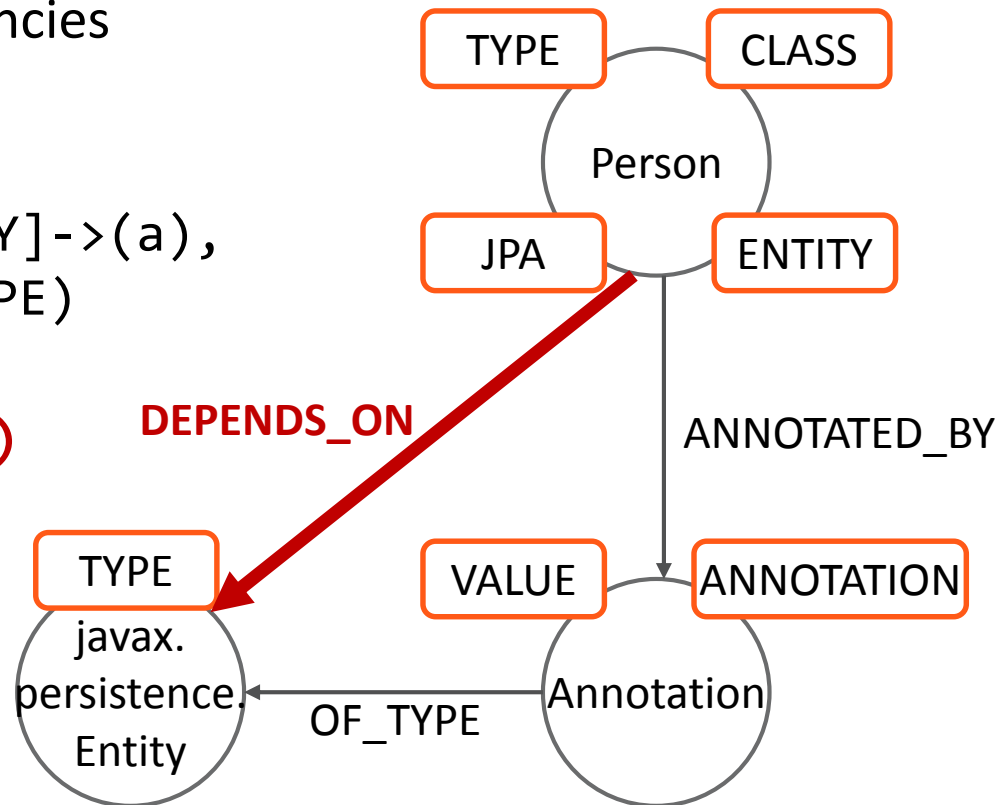 ncies
Y]->(a),
PE)
)
TYPE
CLASS
Person
JPA
ENTITY
DEPENDS_ON
ANNOTATED_BY
TYPE
javax.
persistence.
Entity
VALUE
ANNOTATION
Annotation
OF_TYPE